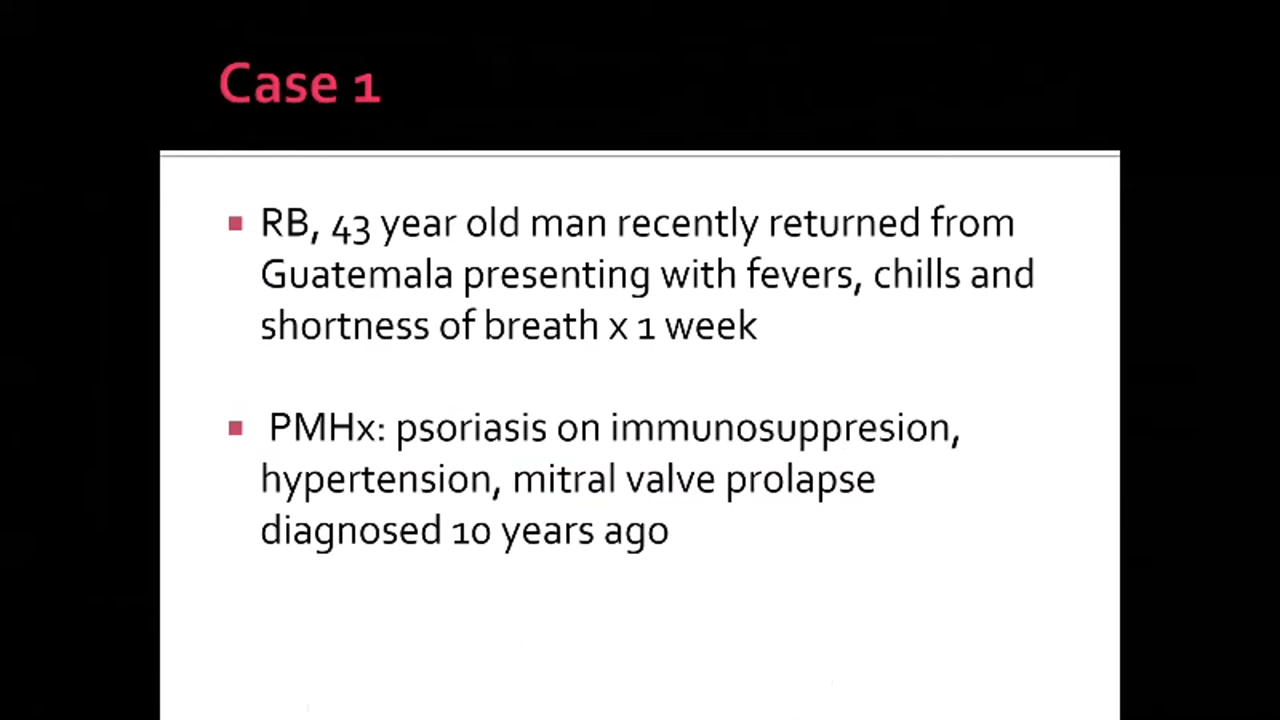 Case 1
▪ RB, 43 year old man recently returned from
Guatemala presenting with fevers, chills and
shortness of breath x 1 week
▪ PMHx: psoriasis on immunosuppresion,
hypertension, mitral valve prolapse
diagnosed 10 years ago